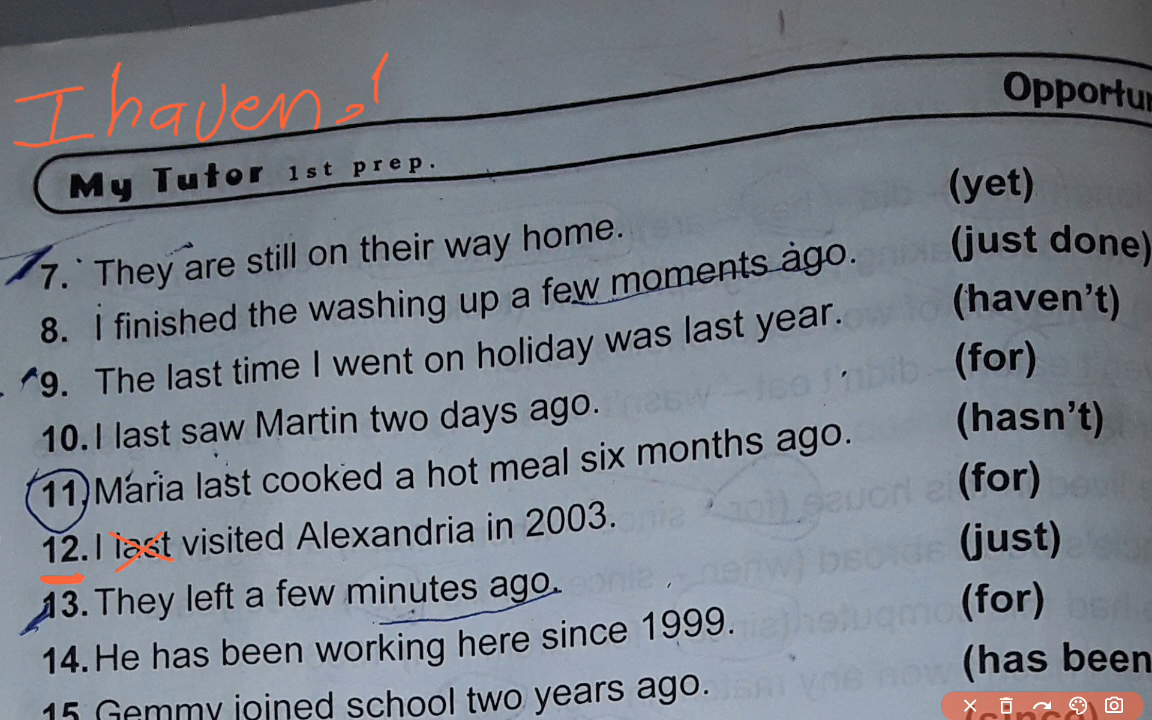 I haven't
Opportu
My Tutor 1st prep.
7. They are still on their way home. (yet)
8. I finished the washing up a few moments ago. (just done)
9. The last time I went on holiday was last year. (haven't)
10. I last saw Martin two days ago. (for)
11. Maria last cooked a hot meal six months ago. (hasn't)
12. I last visited Alexandria in 2003. (for)
13. They left a few minutes ago. (just)
14. He has been working here since 1999. (for)
15. Gemmy joined school two years ago. (has been